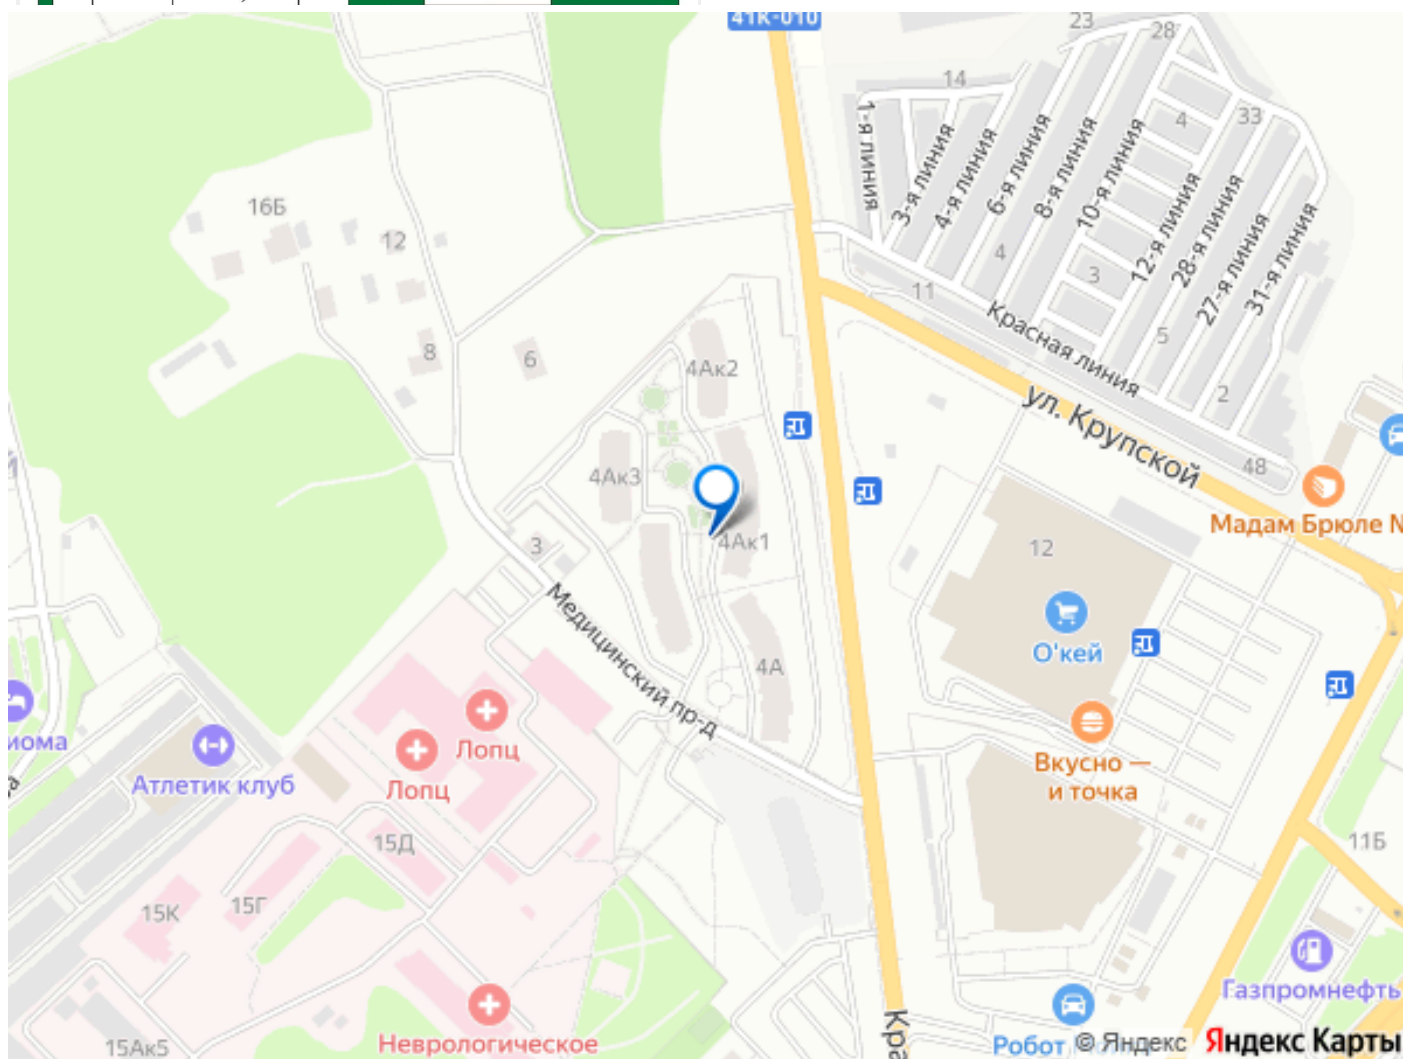 41К-010
23
28
14
33
4
1-я линия
3-я линия
4-я линия
6-я линия
8-я линия
10-я линия
12-я линия
28-я линия
27-я линия
31-я линия
16Б
12
4
3
11
5
2
Красная линия
8
6
4Ак2
ул. Крупской
48
4Ак3
Мадам Брюле
4Ак1
3
12
Медицинский пр-д
О'кей
4А
Лопц
Лопц
Атлетик клуб
Вкусно —
и точка
15Д
11Б
15К
15Г
Газпромнефть
15Ак5
Неврологическое
Робот
© Яндекс
Яндекс Карты